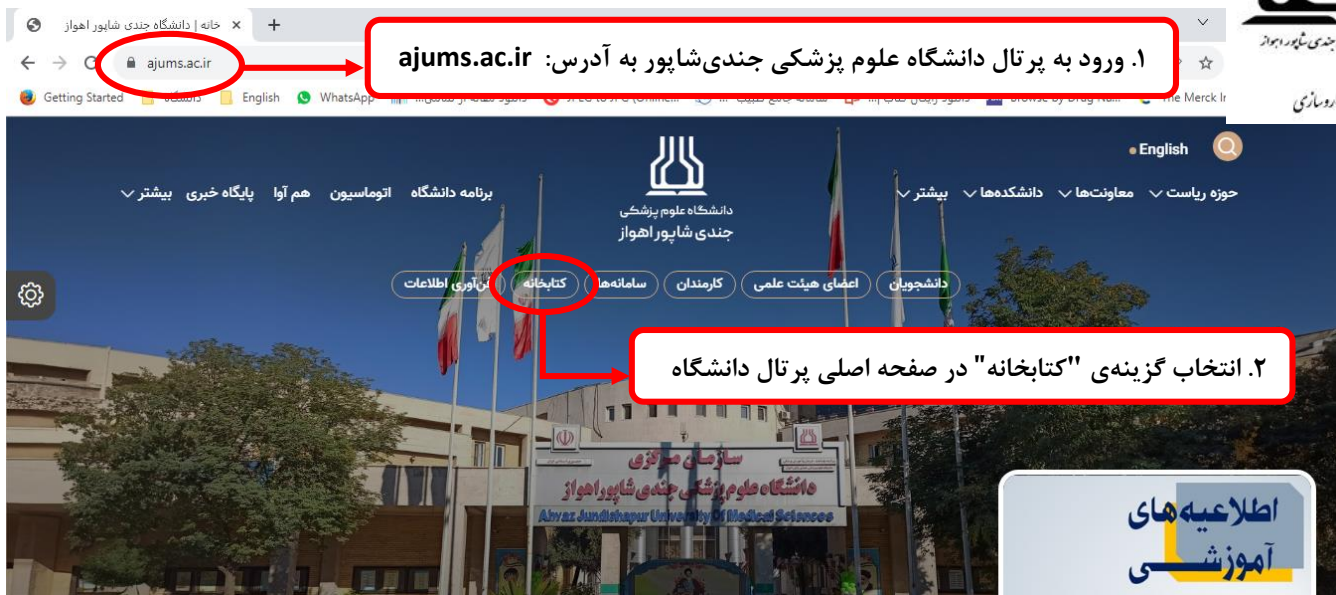 خانه | دانشگاه جندی شاپور اهواز
جندی شاپور اهواز
ajums.ac.ir
۱. ورود به پرتال دانشگاه علوم پزشکی جندی‌شاپور به آدرس: ajums.ac.ir
Getting Started
English
WhatsApp
The Merck
English
حوزه ریاست
معاونت‌ها
دانشکده‌ها
بیشتر
برنامه دانشگاه
اتوماسیون
هم آوا
پایگاه خبری
بیشتر
دانشگاه علوم پزشکی
جندی شاپور اهواز
دانشجویان
اعضای هیئت علمی
کارمندان
سامانه‌ها
کتابخانه
فن‌آوری اطلاعات
۲. انتخاب گزینه‌ی "کتابخانه" در صفحه اصلی پرتال دانشگاه
سازمان مرکزی
دانشگاه علوم پزشکی جندی شاپور اهواز
Ahvaz Jundishapur University Of Medical Sciences
اطلاعیه‌های
آموزشی